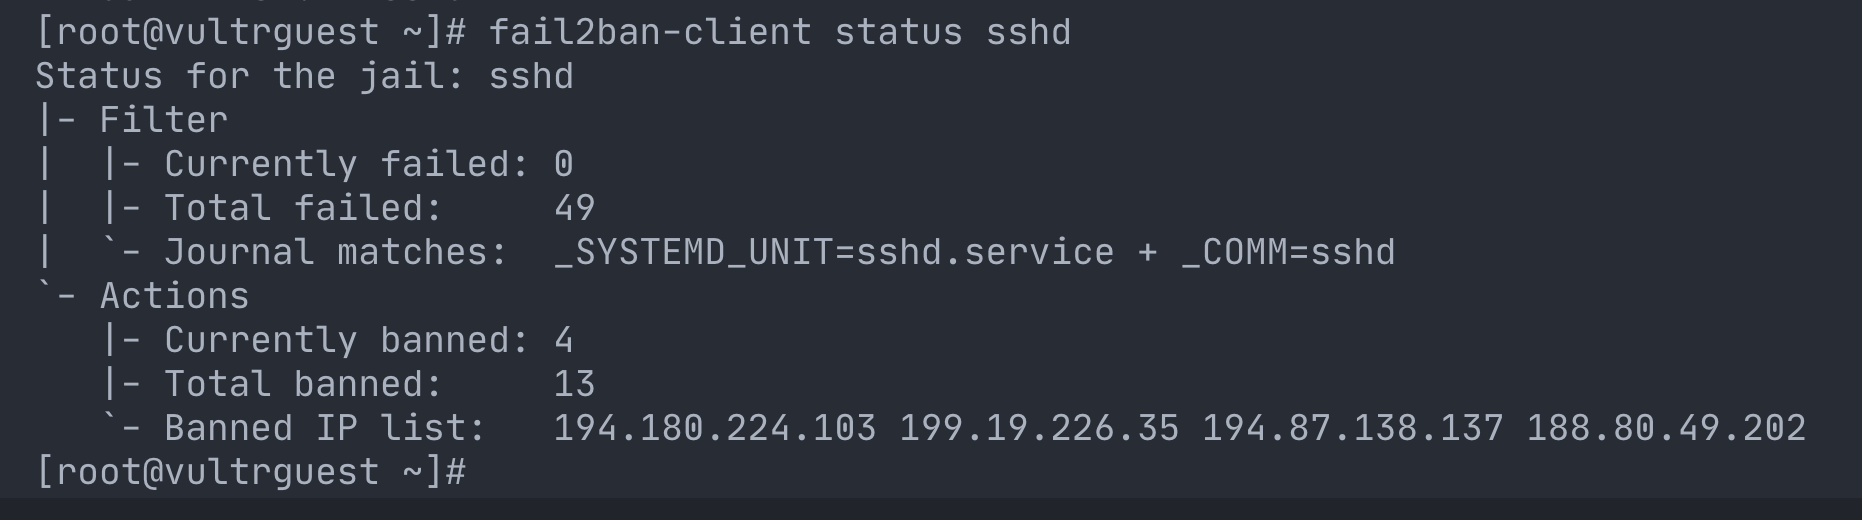 [root@vultrguest ~]# fail2ban-client status sshd
Status for the jail: sshd
|- Filter
|  |- Currently failed: 0
|  |- Total failed:     49
|  `- Journal matches:  _SYSTEMD_UNIT=sshd.service + _COMM=sshd
`- Actions
   |- Currently banned: 4
   |- Total banned:     13
   `- Banned IP list:   194.180.224.103 199.19.226.35 194.87.138.137 188.80.49.202
[root@vultrguest ~]#